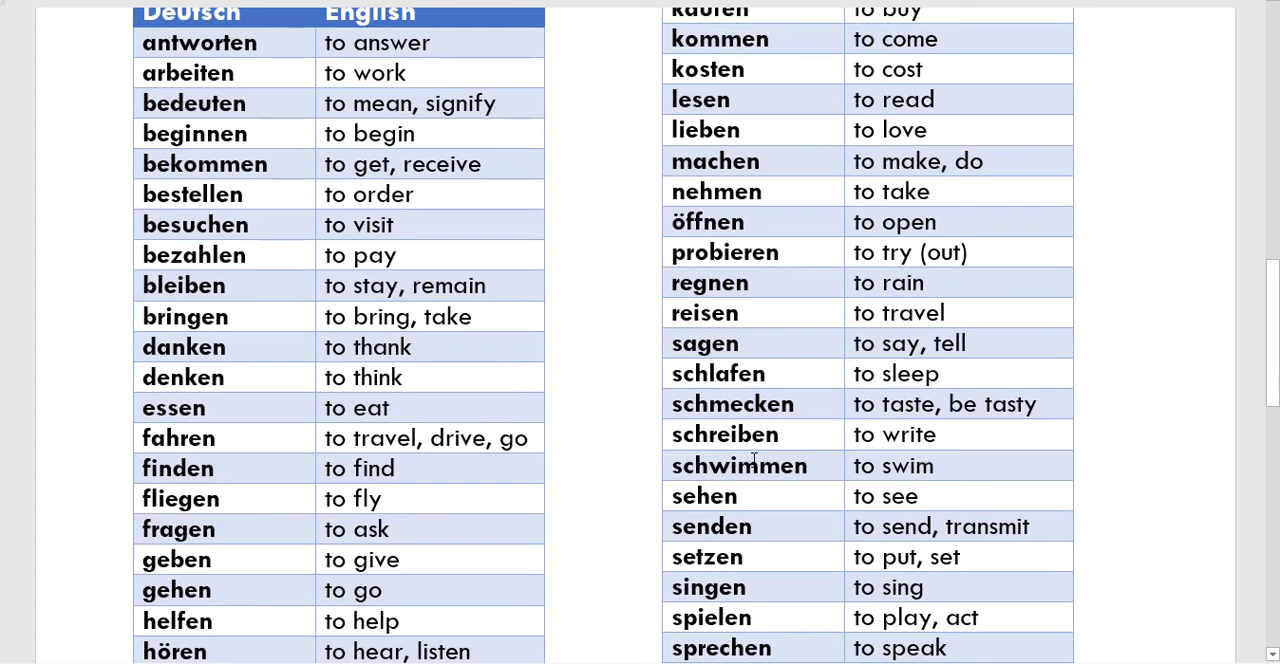 Deutsch English
antworten to answer
arbeiten to work
bedeuten to mean, signify
beginnen to begin
bekommen to get, receive
bestellen to order
besuchen to visit
bezahlen to pay
bleiben to stay, remain
bringen to bring, take
danken to thank
denken to think
essen to eat
fahren to travel, drive, go
finden to find
fliegen to fly
fragen to ask
geben to give
gehen to go
helfen to help
hören to hear, listen
kaufen to buy
kommen to come
kosten to cost
lesen to read
lieben to love
machen to make, do
nehmen to take
öffnen to open
probieren to try (out)
regnen to rain
reisen to travel
sagen to say, tell
schlafen to sleep
schmecken to taste, be tasty
schreiben to write
schwimmen to swim
sehen to see
senden to send, transmit
setzen to put, set
singen to sing
spielen to play, act
sprechen to speak